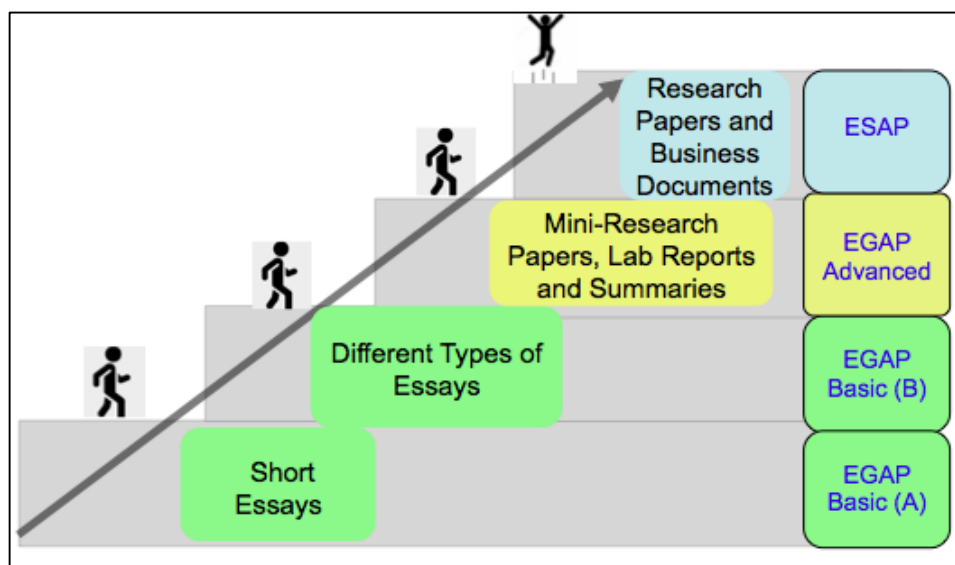 Research
Papers and
Business
Documents
ESAP
Mini-Research
Papers, Lab Reports
and Summaries
EGAP
Advanced
Different Types of
Essays
EGAP
Basic (B)
Short
Essays
EGAP
Basic (A)